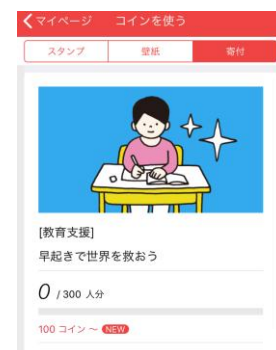 マイページ コインを使う
スタンプ 壁紙 寄付
[教育支援]
早起きで世界を救おう
0 /300 人分
100 コイン ~ NEW